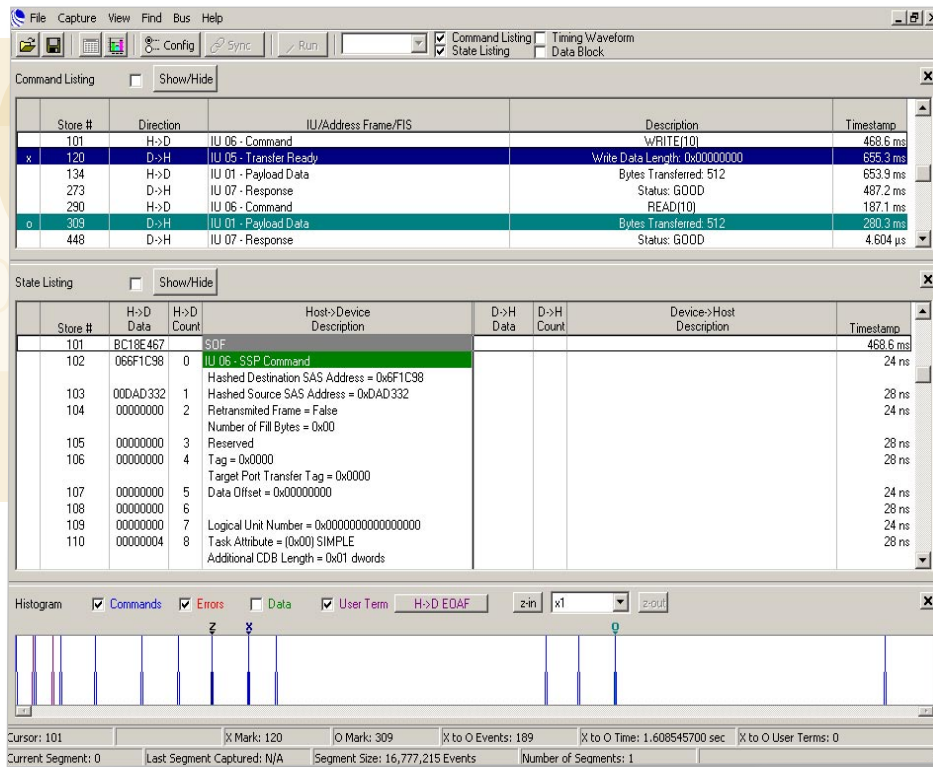 File Capture View Find Bus Help
Config Sync Run Command Listing Timing Waveform
State Listing Data Block
Command Listing Show/Hide
Store # Direction IU/Address Frame/FIS Description Timestamp
101 H->D IU 06 - Command WRITE(10) 468.6 ms
x 120 D->H IU 05 - Transfer Ready Write Data Length: 0x00000000 655.3 ms
134 H->D IU 01 - Payload Data Bytes Transferred: 512 653.9 ms
273 D->H IU 07 - Response Status: GOOD 487.2 ms
290 H->D IU 06 - Command READ(10) 187.1 ms
o 309 D->H IU 01 - Payload Data Bytes Transferred: 512 280.3 ms
448 D->H IU 07 - Response Status: GOOD 4.604 µs
State Listing Show/Hide
H->D H->D Host->Device D->H D->H Device->Host
Store # Data Count Description Data Count Description Timestamp
101 BC18E467 SOF 468.6 ms
102 066F1C98 0 IU 06 - SSP Command 24 ns
Hashed Destination SAS Address = 0x6F1C98
103 00DAD332 1 Hashed Source SAS Address = 0xDAD332 28 ns
104 00000000 2 Retransmited Frame = False 24 ns
Number of Fill Bytes = 0x00
105 00000000 3 Reserved 28 ns
106 00000000 4 Tag = 0x0000 28 ns
Target Port Transfer Tag = 0x0000
107 00000000 5 Data Offset = 0x00000000 24 ns
108 00000000 6 28 ns
109 00000000 7 Logical Unit Number = 0x0000000000000000 24 ns
110 00000004 8 Task Attribute = (0x00) SIMPLE 28 ns
Additional CDB Length = 0x01 dwords
Histogram Commands Errors Data User Term H->D EOAF z-in x1 z-out
Z X O
Cursor: 101 X Mark: 120 O Mark: 309 X to O Events: 189 X to O Time: 1.608545700 sec X to O User Terms: 0
Current Segment: 0 Last Segment Captured: N/A Segment Size: 16,777,215 Events Number of Segments: 1